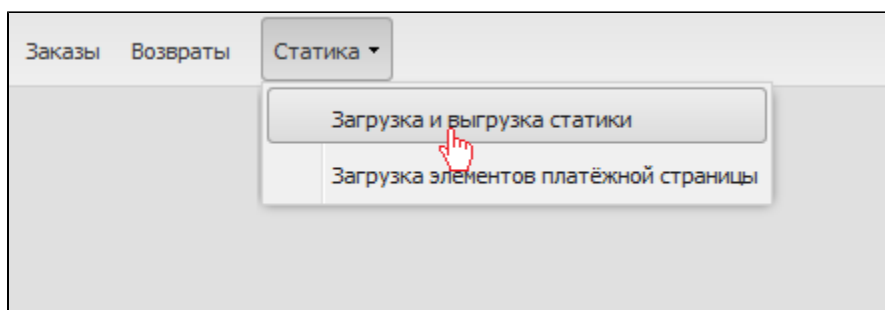 Заказы Возвраты Статика
Загрузка и выгрузка статики
Загрузка элементов платёжной страницы